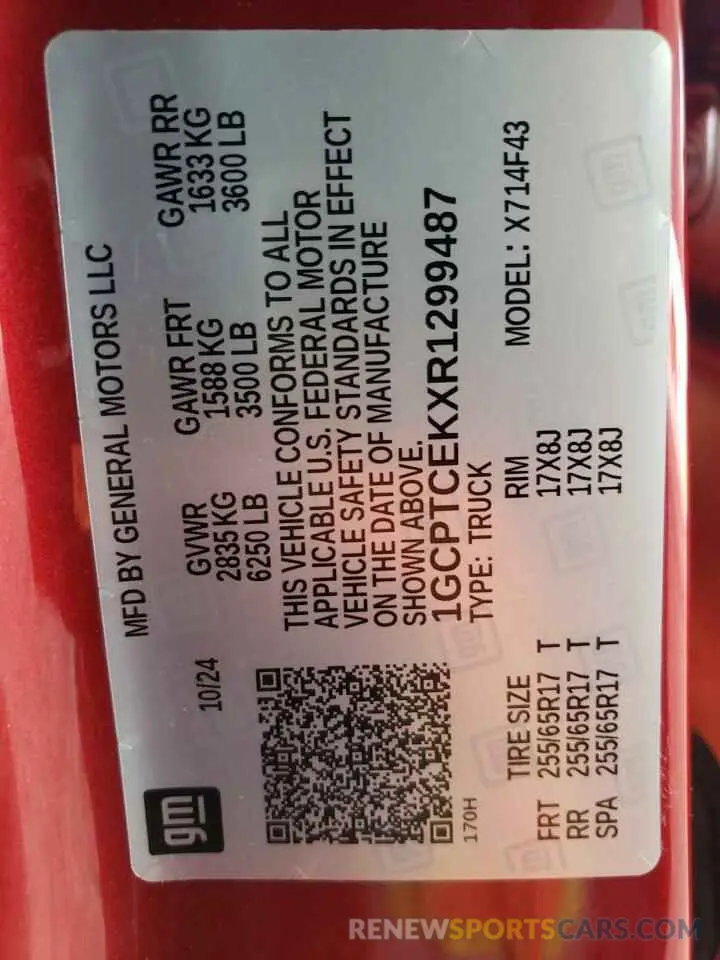 gm
MFD BY GENERAL MOTORS LLC
10/24
GVWR GAWR FRT GAWR RR
2835 KG 1588 KG 1633 KG
6250 LB 3500 LB 3600 LB
THIS VEHICLE CONFORMS TO ALL
APPLICABLE U.S. FEDERAL MOTOR
VEHICLE SAFETY STANDARDS IN EFFECT
ON THE DATE OF MANUFACTURE
SHOWN ABOVE.
1GCPTCEKXR1299487
TYPE: TRUCK
170H
MODEL: X714F43
TIRE SIZE RIM
FRT 255/65R17 T 17X8J
RR 255/65R17 T 17X8J
SPA 255/65R17 T 17X8J
RENEWSPORTSCARS.COM